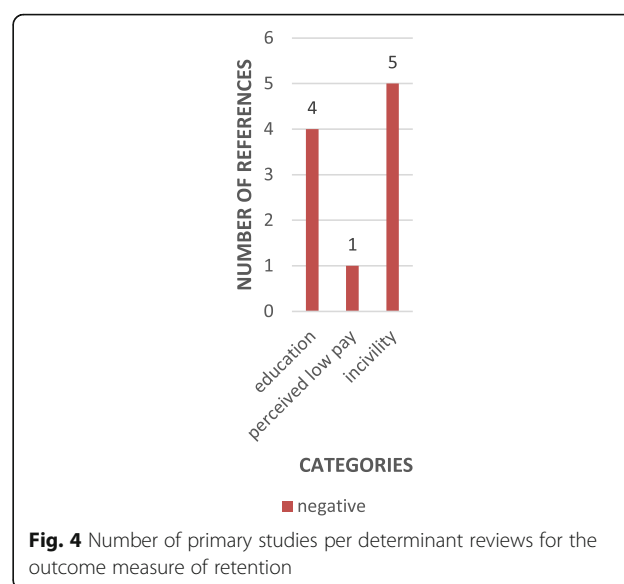 6
5
4
3
2
1
0
NUMBER OF REFERENCES
4
1
5
education
perceived low pay
incivility
CATEGORIES
negative
Fig. 4 Number of primary studies per determinant reviews for the
outcome measure of retention